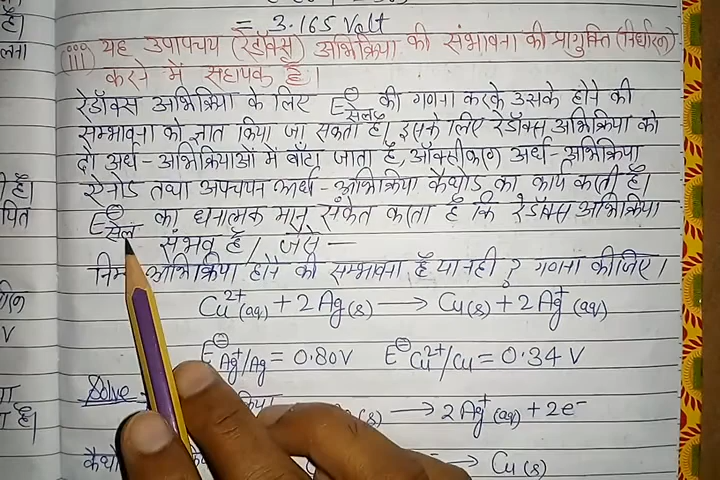 = 3.165 Volt
(iii) यह उपापचय (रेडॉक्स) अभिक्रिया की संभावना की प्रागुक्ति (निर्धारन)
करने में सहायक है।
रेडॉक्स अभिक्रिया के लिए E⊖सेल की गणना करके उसके होने की
सम्भावना को ज्ञात किया जा सकता है। इसके लिए रेडॉक्स अभिक्रिया को
दो अर्ध-अभिक्रियाओं में बाँटा जाता है, ऑक्सीकारण अर्ध-अभिक्रिया
ऐनोड तथा अपचयन अर्ध-अभिक्रिया कैथोड का कार्य करती है।
E⊖सेल का धनात्मक मान संकेत करता है कि रेडॉक्स अभिक्रिया
संभव है। जैसे —
निम्न अभिक्रिया होने की सम्भावना है या नहीं? गणना कीजिए।
Cu²⁺(aq) + 2Ag(s) → Cu(s) + 2Ag⁺(aq)
E⊖Ag⁺/Ag = 0.80V E⊖Cu²⁺/Cu = 0.34 V
Solve
(s) → 2Ag⁺(aq) + 2e⁻
→ Cu(s)